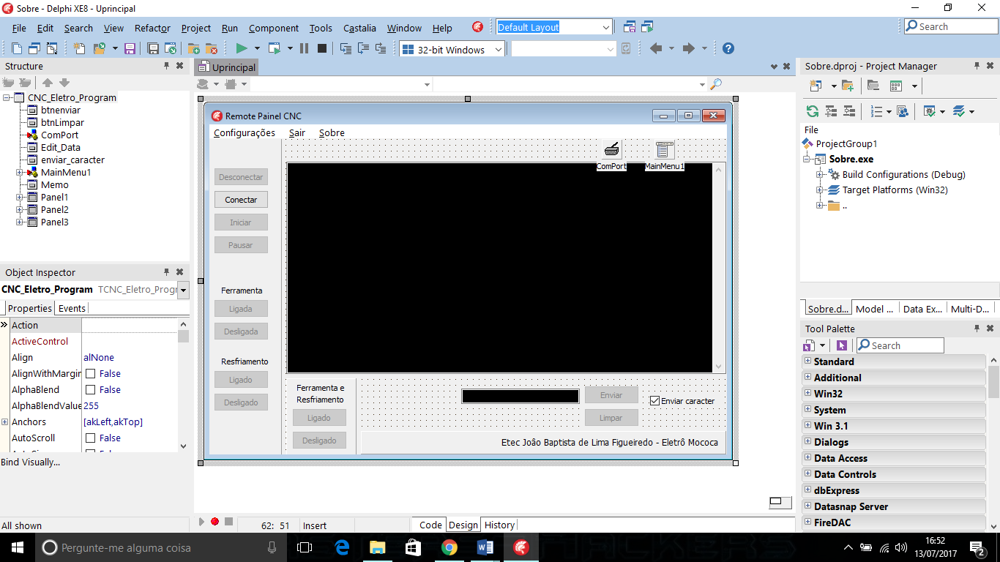 Sobre - Delphi XE8 - Uprincipal
File Edit Search View Refactor Project Run Component Tools Castalia Window Help
Default Layout
Search
32-bit Windows
Structure
CNC_Eletro_Program
btnenviar
btnLimpar
ComPort
Edit_Data
enviar_caracter
MainMenu1
Memo
Panel1
Panel2
Panel3
Object Inspector
CNC_Eletro_Program TCNC_Eletro_Progr
Properties Events
Action
ActiveControl
Align alNone
AlignWithMargin False
AlphaBlend False
AlphaBlendValue 255
Anchors [akLeft,akTop]
AutoScroll False
Bind Visually...
All shown
Uprincipal
Remote Painel CNC
Configurações Sair Sobre
ComPort MainMenu1
Desconectar
Conectar
Iniciar
Pausar
Ferramenta
Ligada
Desligada
Resfriamento
Ligado
Desligado
Ferramenta e
Resfriamento
Ligado
Desligado
Enviar
Enviar caracter
Limpar
Etec Joâo Baptista de Lima Figueiredo - Eletrô Mococa
62: 51 Insert
Code Design History
Sobre.dproj - Project Manager
File
ProjectGroup1
Sobre.exe
Build Configurations (Debug)
Target Platforms (Win32)
..
Sobre.d... Model ... Data Ex... Multi-D...
Tool Palette
Search
Standard
Additional
Win32
System
Win 3.1
Dialogs
Data Access
Data Controls
dbExpress
Datasnap Server
FireDAC
Pergunte-me alguma coisa
16:52
13/07/2017
2